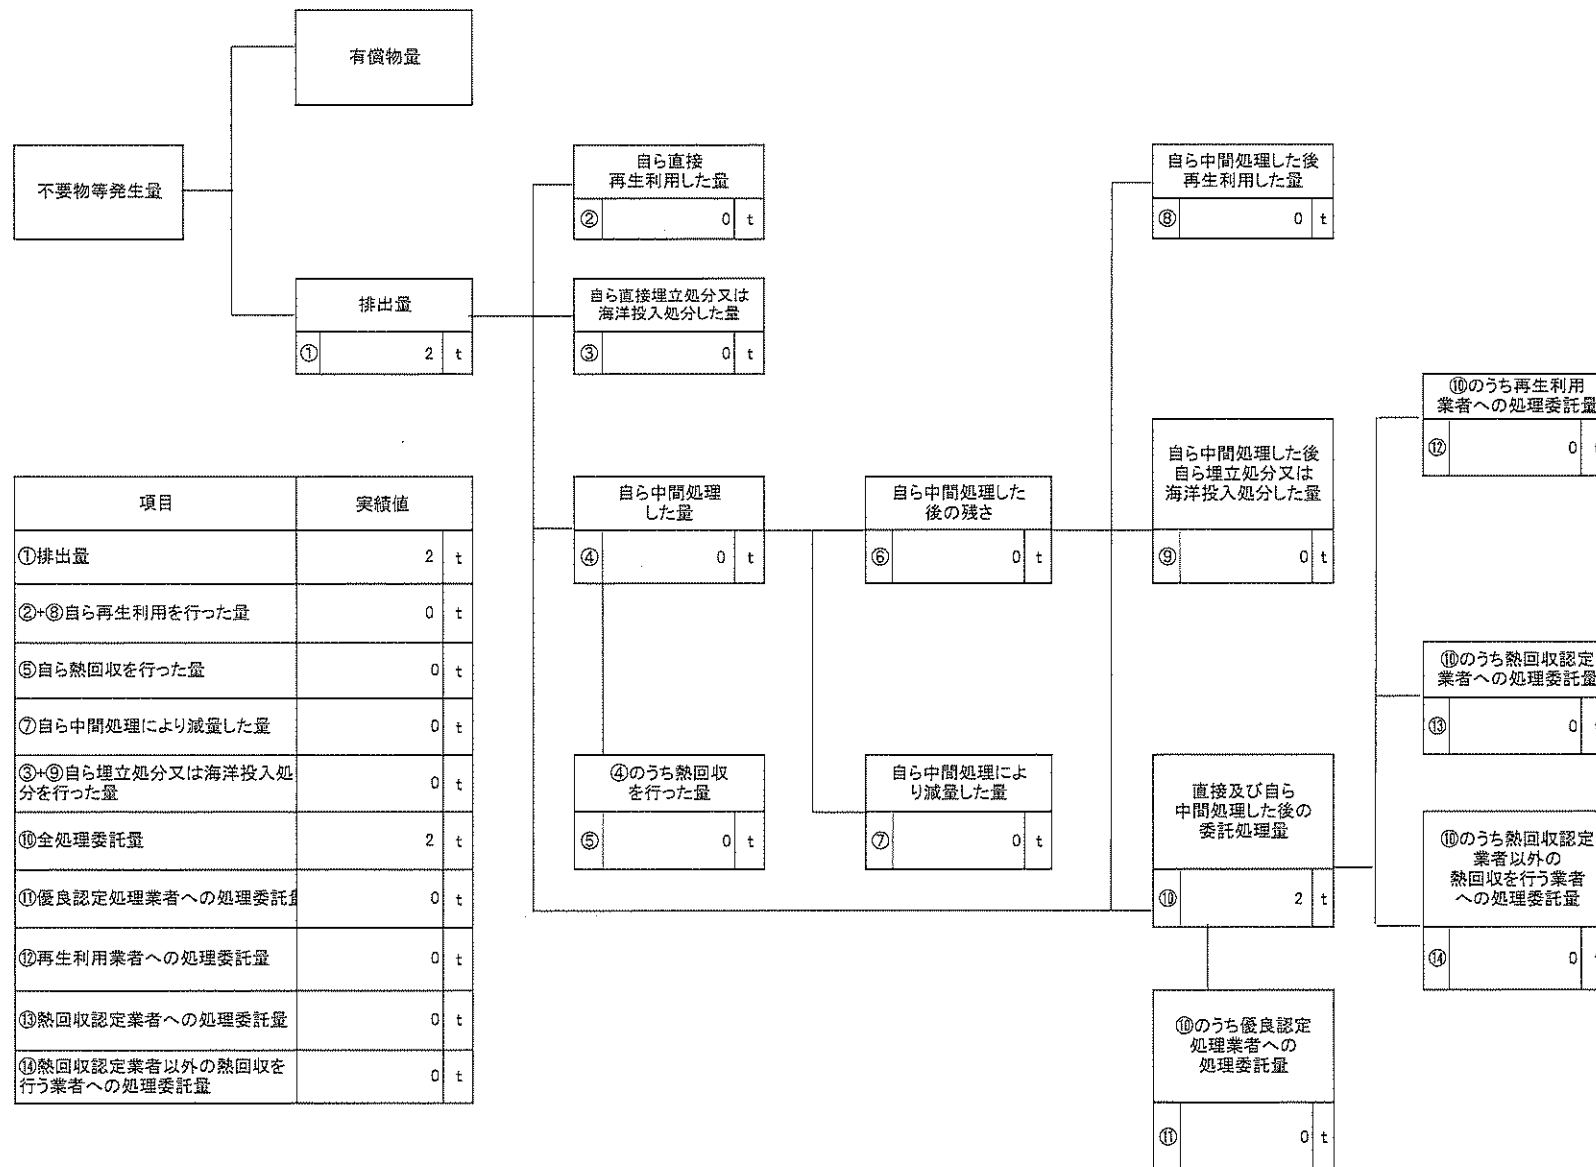 有償物量
不要物等発生量
排出量
① 2 t
自ら直接
再生利用した量
② 0 t
自ら直接埋立処分又は
海洋投入処分した量
③ 0 t
自ら中間処理
した量
④ 0 t
④のうち熱回収
を行った量
⑤ 0 t
自ら中間処理した
後の残さ
⑥ 0 t
自ら中間処理によ
り減量した量
⑦ 0 t
自ら中間処理した後
再生利用した量
⑧ 0 t
自ら中間処理した後
自ら埋立処分又は
海洋投入処分した量
⑨ 0 t
直接及び自ら
中間処理した後の
委託処理量
⑩ 2 t
⑩のうち優良認定
処理業者への
処理委託量
⑪ 0 t
⑩のうち再生利用
業者への処理委託量
⑫ 0
⑩のうち熱回収認定
業者への処理委託量
⑬ 0
⑩のうち熱回収認定
業者以外の
熱回収を行う業者
への処理委託量
⑭ 0
項目 実績値
①排出量 2 t
②+⑧自ら再生利用を行った量 0 t
⑤自ら熱回収を行った量 0 t
⑦自ら中間処理により減量した量 0 t
③+⑨自ら埋立処分又は海洋投入処
分を行った量 0 t
⑩全処理委託量 2 t
⑪優良認定処理業者への処理委託量 0 t
⑫再生利用業者への処理委託量 0 t
⑬熱回収認定業者への処理委託量 0 t
⑭熱回収認定業者以外の熱回収を
行う業者への処理委託量 0 t